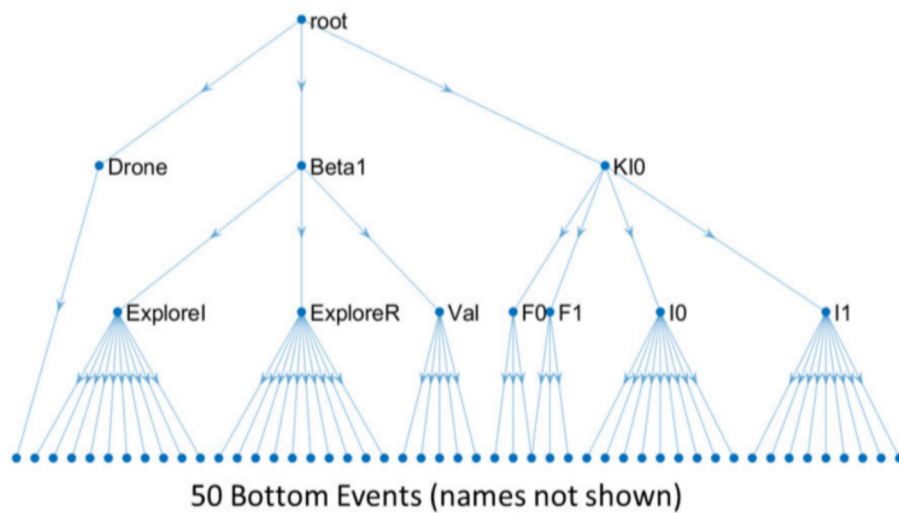 root
Drone Beta1 KI0
ExploreI ExploreR Val F0 F1 I0 I1
50 Bottom Events (names not shown)